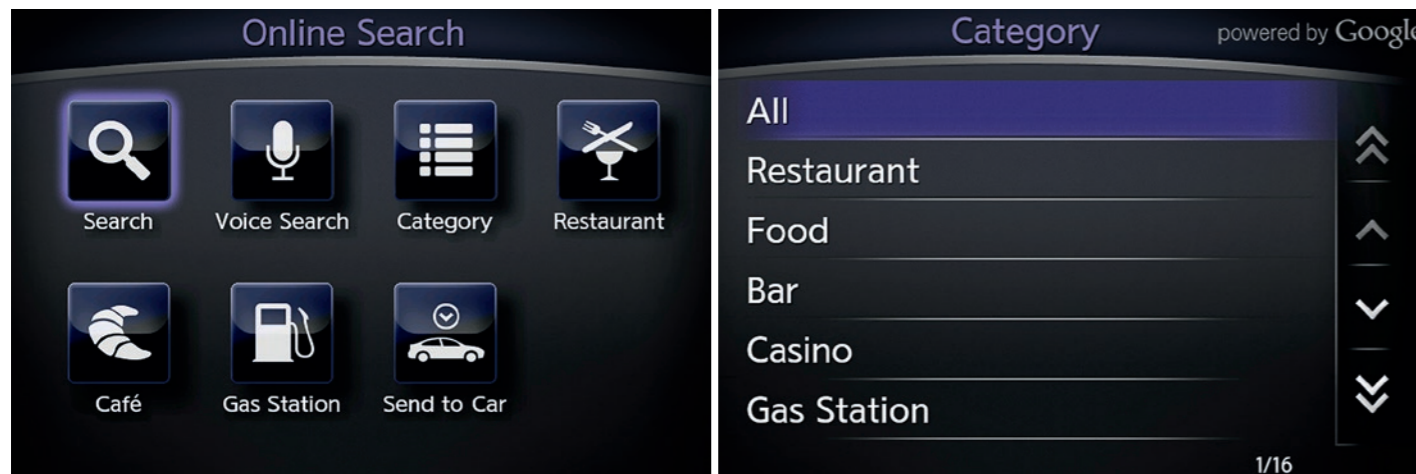 Online Search
Search
Voice Search
Category
Restaurant
Café
Gas Station
Send to Car
Category
powered by Google
All
Restaurant
Food
Bar
Casino
Gas Station
1/16